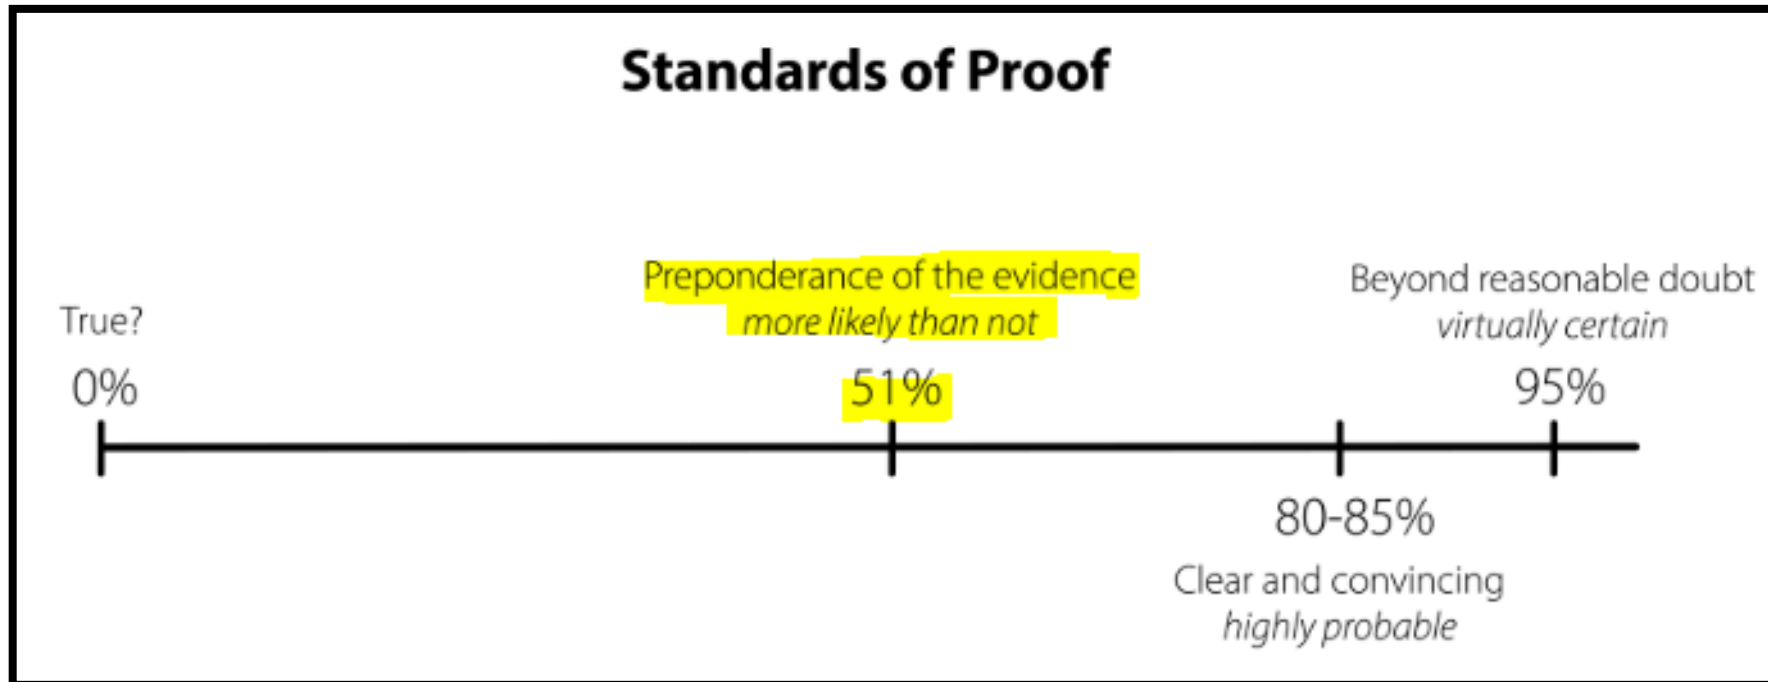 Standards of Proof
True?
0%
Preponderance of the evidence
more likely than not
51%
Beyond reasonable doubt
virtually certain
95%
80-85%
Clear and convincing
highly probable